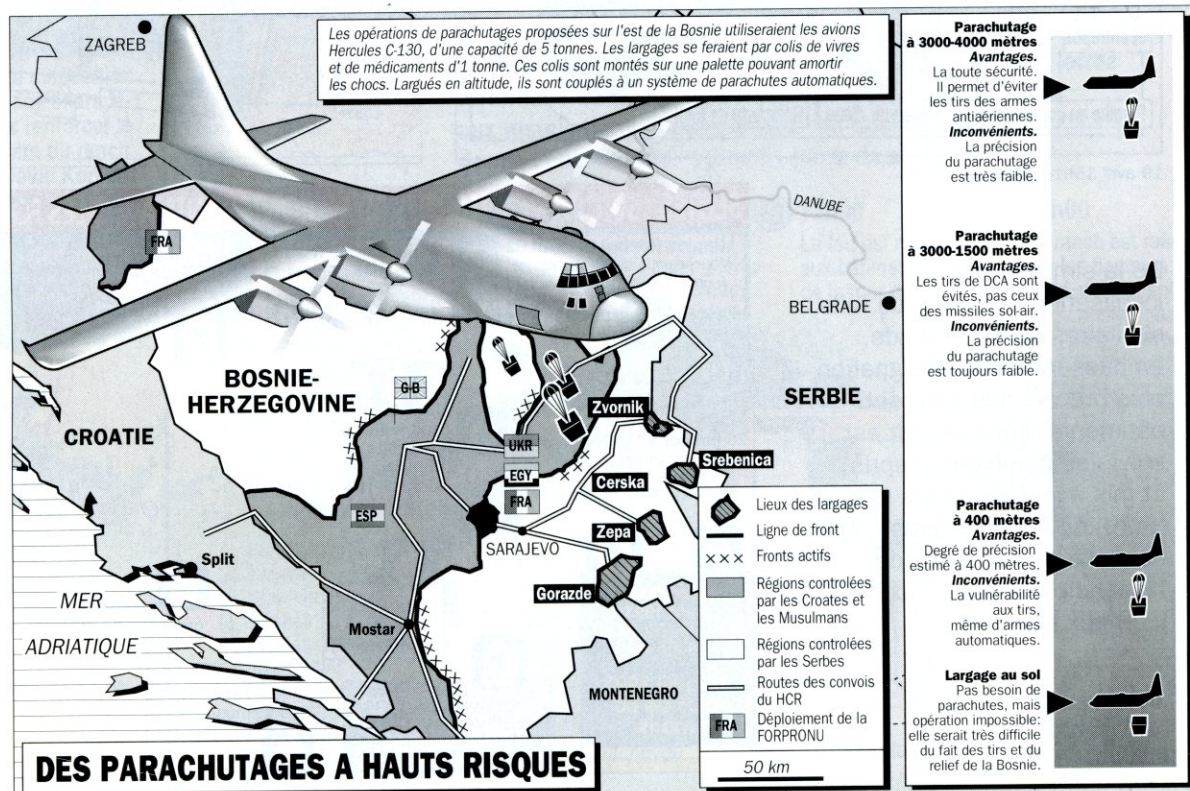 ZAGREB
Les opérations de parachutages proposées sur l'est de la Bosnie utiliseraient les avions
Hercules C-130, d'une capacité de 5 tonnes. Les largages se feraient par colis de vivres
et de médicaments d'1 tonne. Ces colis sont montés sur une palette pouvant amortir
les chocs. Largués en altitude, ils sont couplés à un système de parachutes automatiques.
FRA
DANUBE
BELGRADE
BOSNIE-
HERZEGOVINE
G-B
CROATIE
SERBIE
Zvornik
UKR
EGY
FRA
Srebenica
Cerska
ESP
Zepa
SARAJEVO
Split
Gorazde
MER
ADRIATIQUE
Mostar
MONTENEGRO
Lieux des largages
Ligne de front
Fronts actifs
Régions controlées
par les Croates et
les Musulmans
Régions controlées
par les Serbes
Routes des convois
du HCR
FRA
Déploiement de la
FORPRONU
50 km
DES PARACHUTAGES A HAUTS RISQUES
Parachutage
à 3000-4000 mètres
Avantages.
La toute sécurité.
Il permet d'éviter
les tirs des armes
antiaériennes.
Inconvénients.
La précision
du parachutage
est très faible.
Parachutage
à 3000-1500 mètres
Avantages.
Les tirs de DCA sont
évités, pas ceux
des missiles sol-air.
Inconvénients.
La précision
du parachutage
est toujours faible.
Parachutage
à 400 mètres
Avantages.
Degré de précision
estimé à 400 mètres.
Inconvénients.
La vulnérabilité
aux tirs,
même d'armes
automatiques.
Largage au sol
Pas besoin de
parachutes, mais
opération impossible:
elle serait très difficile
du fait des tirs et du
relief de la Bosnie.